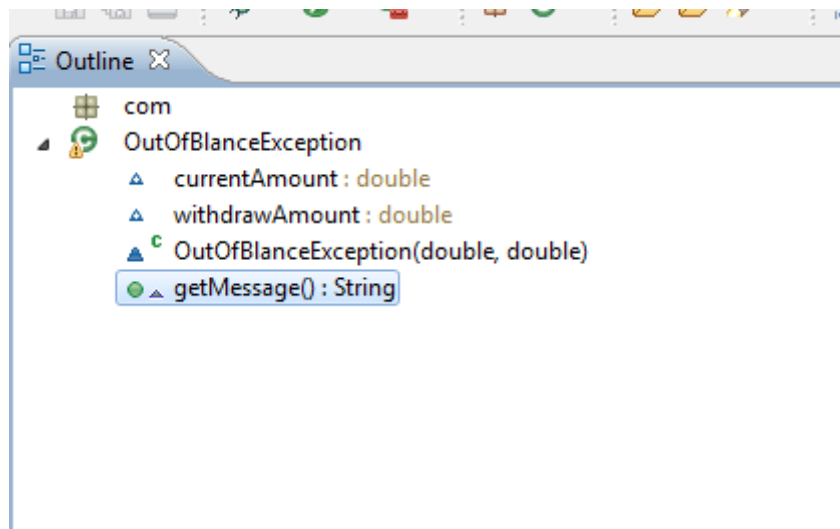 Outline
com
OutOfBlanceException
currentAmount : double
withdrawAmount : double
C OutOfBlanceException(double, double)
getMessage() : String